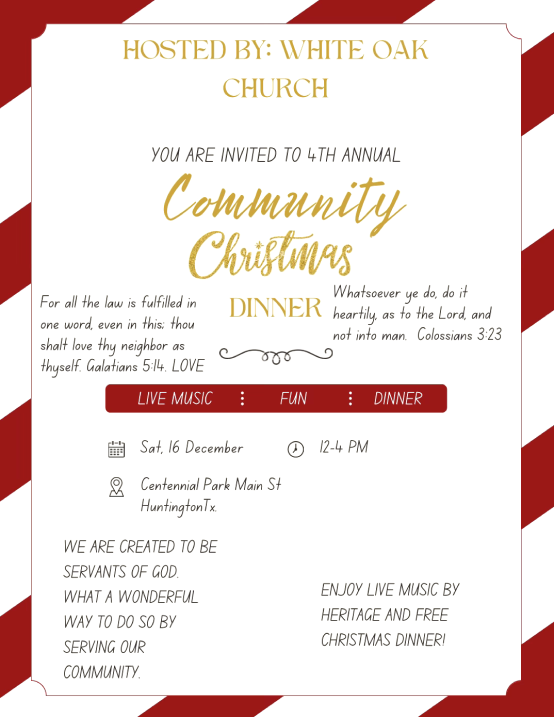 HOSTED BY: WHITE OAK
CHURCH
YOU ARE INVITED TO 4TH ANNUAL
Community
Christmas
DINNER
For all the law is fulfilled in
one word, even in this; thou
shalt love thy neighbor as
thyself. Galatians 5:14. LOVE
Whatsoever ye do, do it
heartily, as to the Lord, and
not into man. Colossians 3:23
LIVE MUSIC : FUN : DINNER
Sat, 16 December
12-4 PM
Centennial Park Main St
HuntingtonTx.
WE ARE CREATED TO BE
SERVANTS OF GOD.
WHAT A WONDERFUL
WAY TO DO SO BY
SERVING OUR
COMMUNITY.
ENJOY LIVE MUSIC BY
HERITAGE AND FREE
CHRISTMAS DINNER!